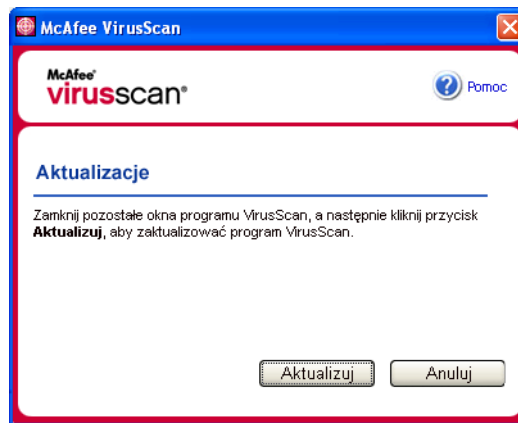 McAfee VirusScan
McAfee®
virusscan®
Pomoc
Aktualizacje
Zamknij pozostałe okna programu VirusScan, a następnie kliknij przycisk
Aktualizuj, aby zaktualizować program VirusScan.
Aktualizuj
Anuluj